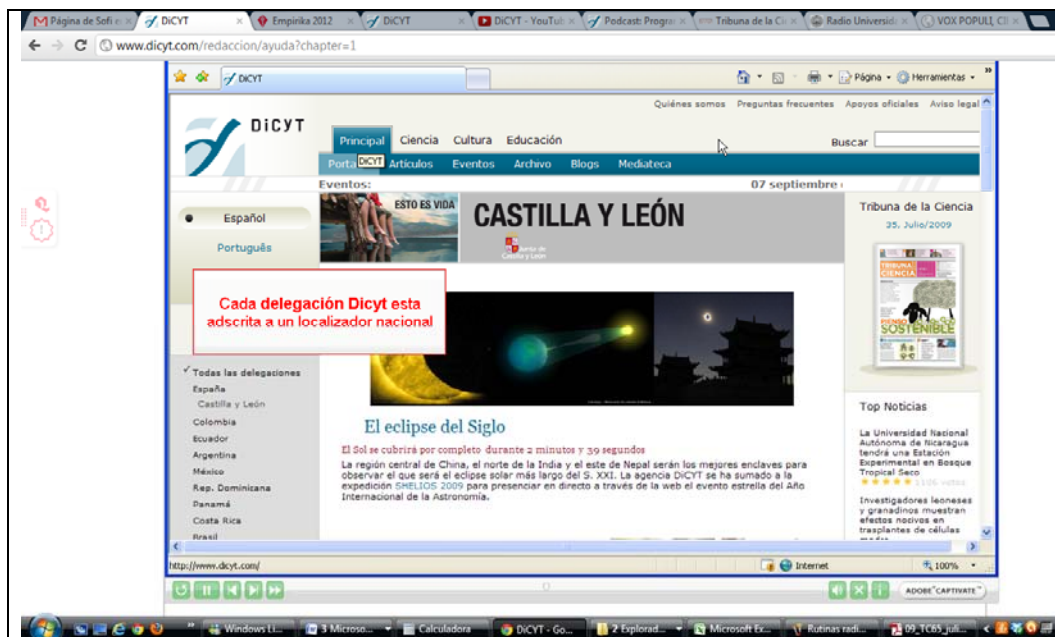 Página de Sofi e
DiCYT
Empirika 2012
DiCYT
DiCYT - YouTub
Podcast: Progra
Tribuna de la Ci
Radio Universid
VOX POPULI, CI
www.dicyt.com/redaccion/ayuda?chapter=1
DiCYT
Página
Herramientas
Quiénes somos Preguntas frecuentes Apoyos oficiales Aviso legal
DiCYT
Principal Ciencia Cultura Educación
Buscar
Porta DiCYT Artículos Eventos Archivo Blogs Mediateca
Eventos:
07 septiembre
Español
Português
ESTO ES VIDA
CASTILLA Y LEÓN
Junta de
Castilla y León
Tribuna de la Ciencia
35, Julio/2009
TRIBUNA
CIENCIA
PIENSO
SOSTENIBLE
Cada delegación Dicyt esta
adscrita a un localizador nacional
Todas las delegaciones
España
Castilla y León
Colombia
Ecuador
Argentina
México
Rep. Dominicana
Panamá
Costa Rica
Brasil
El eclipse del Siglo
El Sol se cubrirá por completo durante 2 minutos y 39 segundos
La región central de China, el norte de la India y el este de Nepal serán los mejores enclaves para
observar el que será el eclipse solar más largo del S. XXI. La agencia DiCYT se ha sumado a la
expedición SHELIOS 2009 para presenciar en directo a través de la web el evento estrella del Año
Internacional de la Astronomía.
Top Noticias
La Universidad Nacional
Autónoma de Nicaragua
tendrá una Estación
Experimental en Bosque
Tropical Seco
1106 votos
Investigadores leoneses
y granadinos muestran
efectos nocivos en
trasplantes de células
madre
http://www.dicyt.com/
Internet
100%
ADOBE CAPTIVATE
Windows Li...
3 Microso...
Calculadora
DiCYT - Go...
2 Explorad...
Microsoft Ex...
Rutinas radi...
09_TC65_juli...